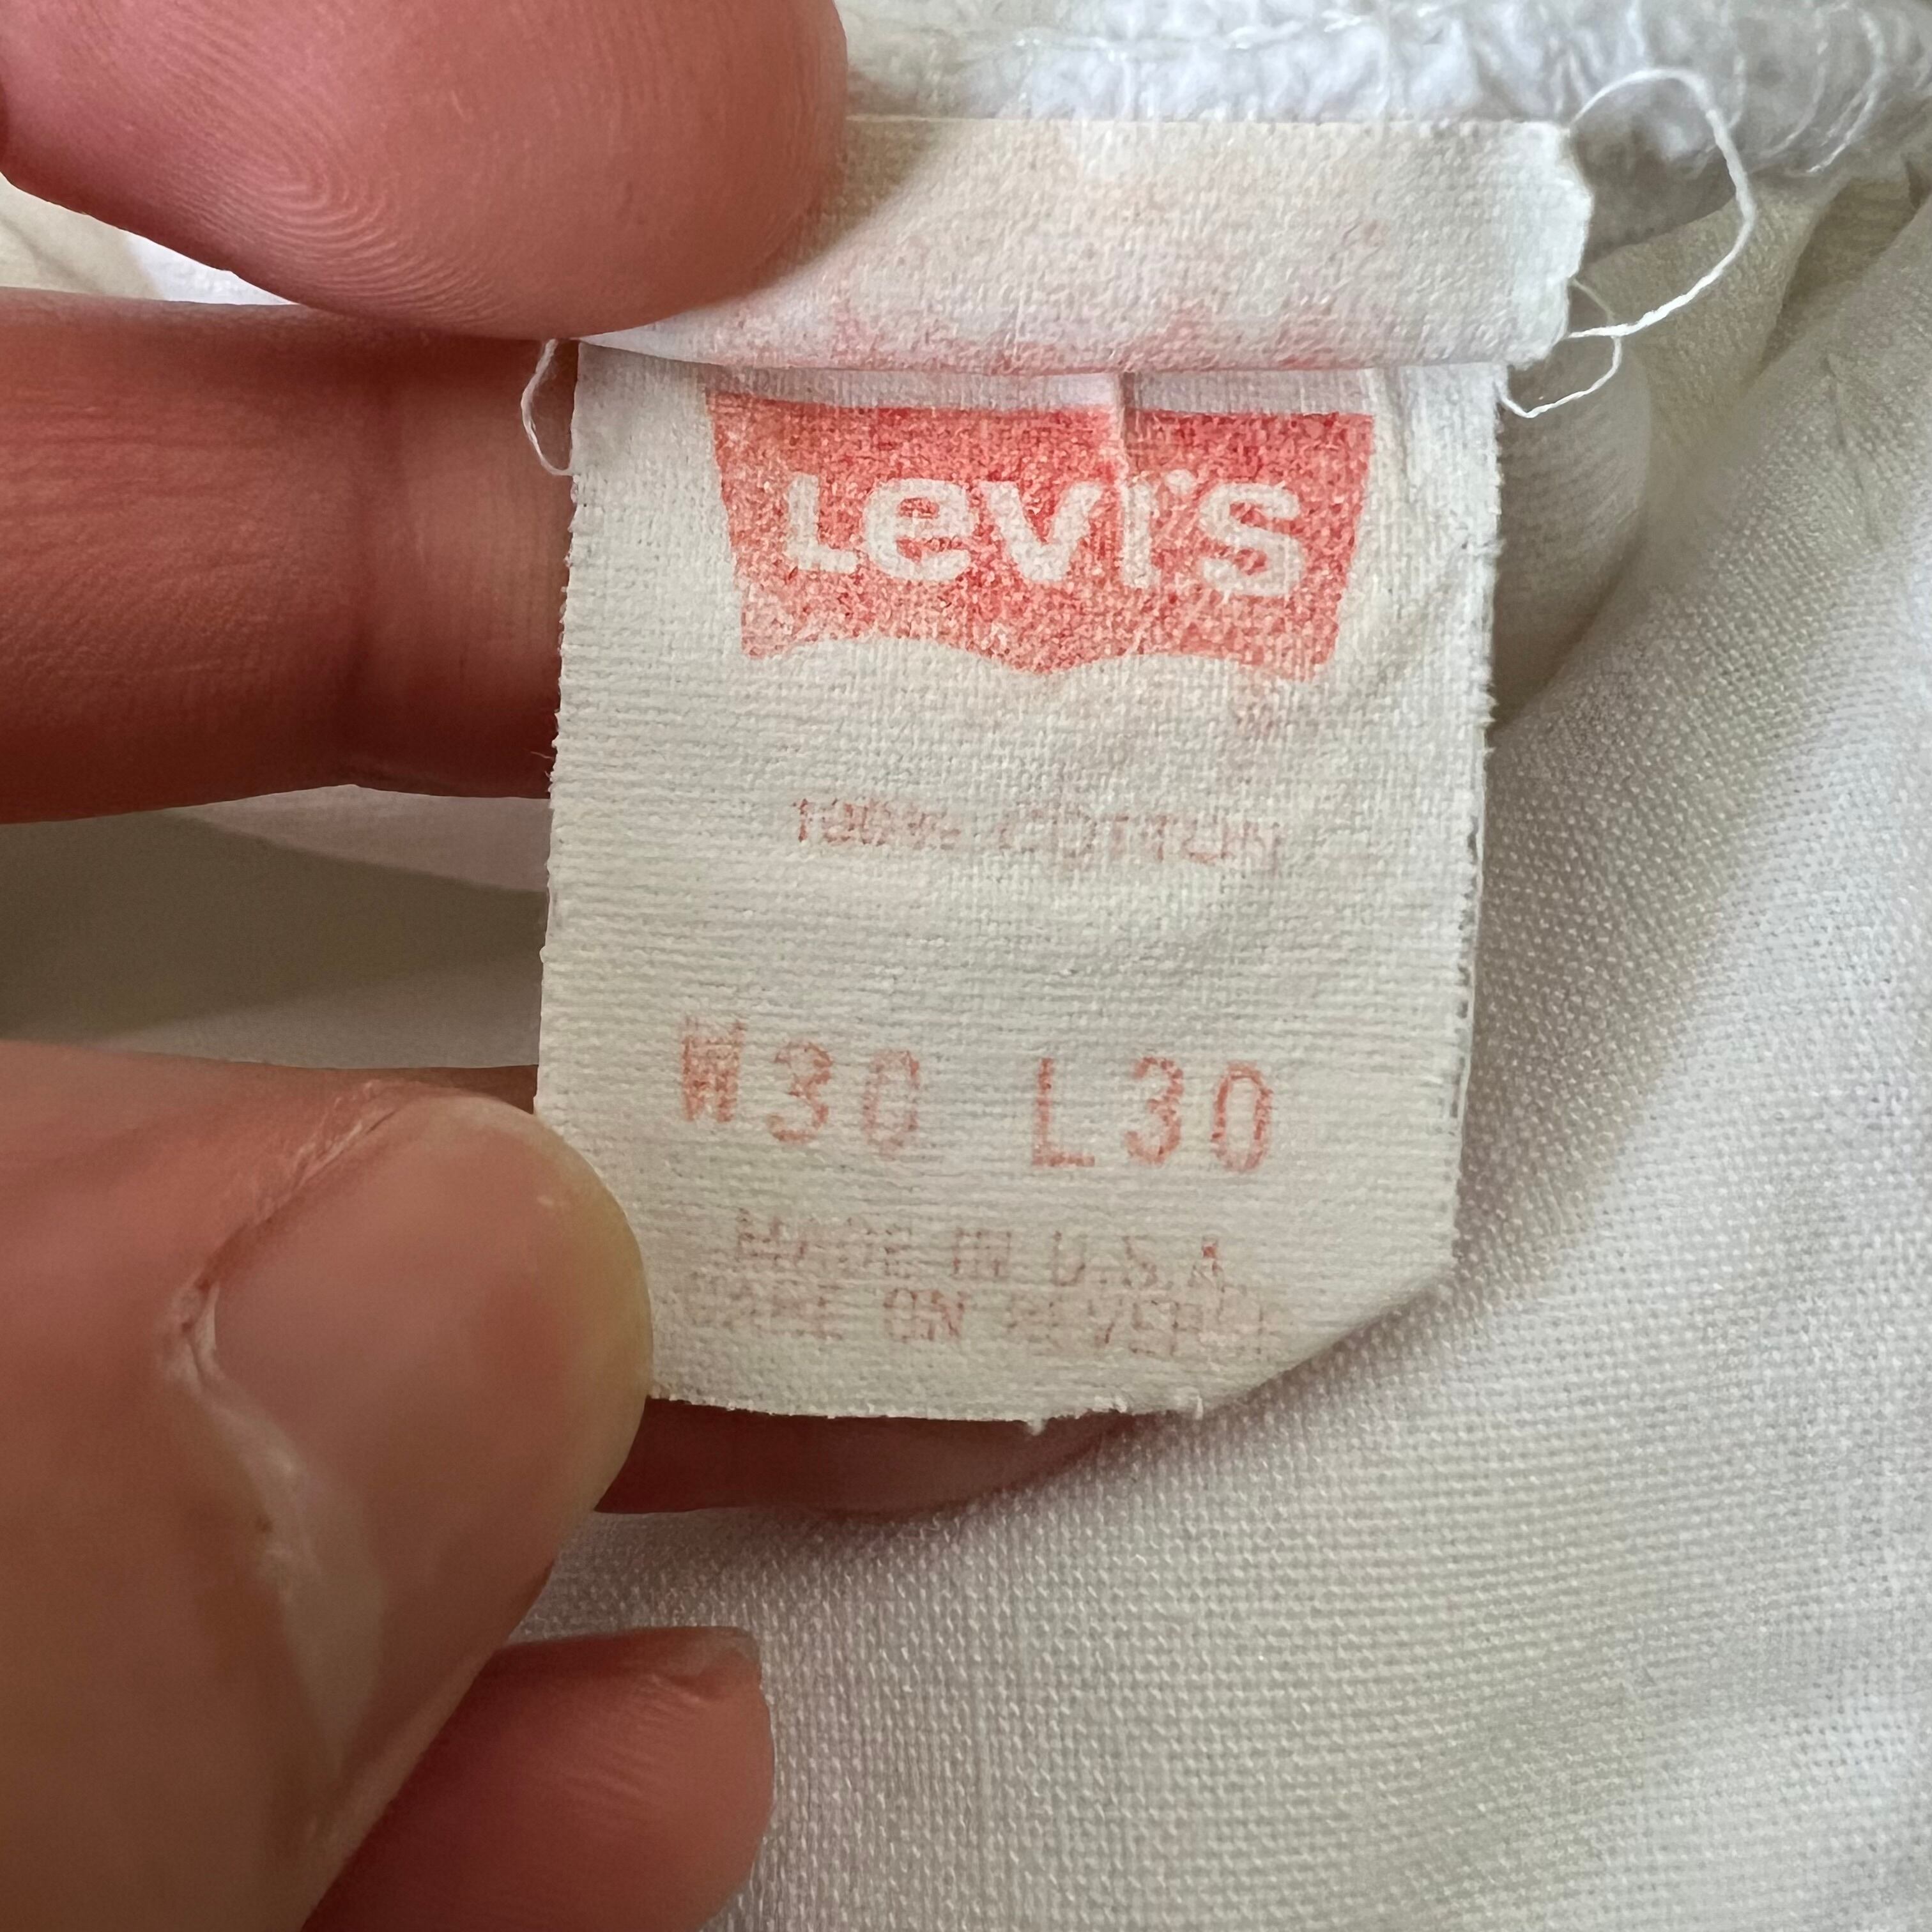 Levi's
100% COTTON
W30 L30
MADE IN U.S.A
CARE ON REVERSE